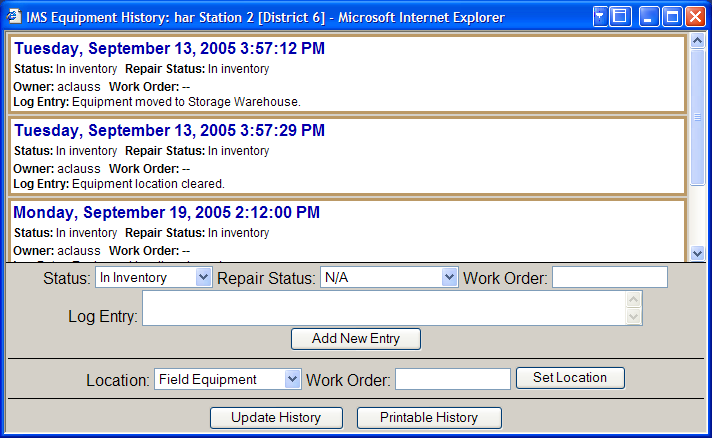 IMS Equipment History: har Station 2 [District 6] - Microsoft Internet Explorer
Tuesday, September 13, 2005 3:57:12 PM
Status: In inventory Repair Status: In inventory
Owner: aclauss Work Order: --
Log Entry: Equipment moved to Storage Warehouse.
Tuesday, September 13, 2005 3:57:29 PM
Status: In inventory Repair Status: In inventory
Owner: aclauss Work Order: --
Log Entry: Equipment location cleared.
Monday, September 19, 2005 2:12:00 PM
Status: In inventory Repair Status: In inventory
Owner: aclauss Work Order: --
Status: In Inventory Repair Status: N/A Work Order:
Log Entry:
Add New Entry
Location: Field Equipment Work Order: Set Location
Update History Printable History